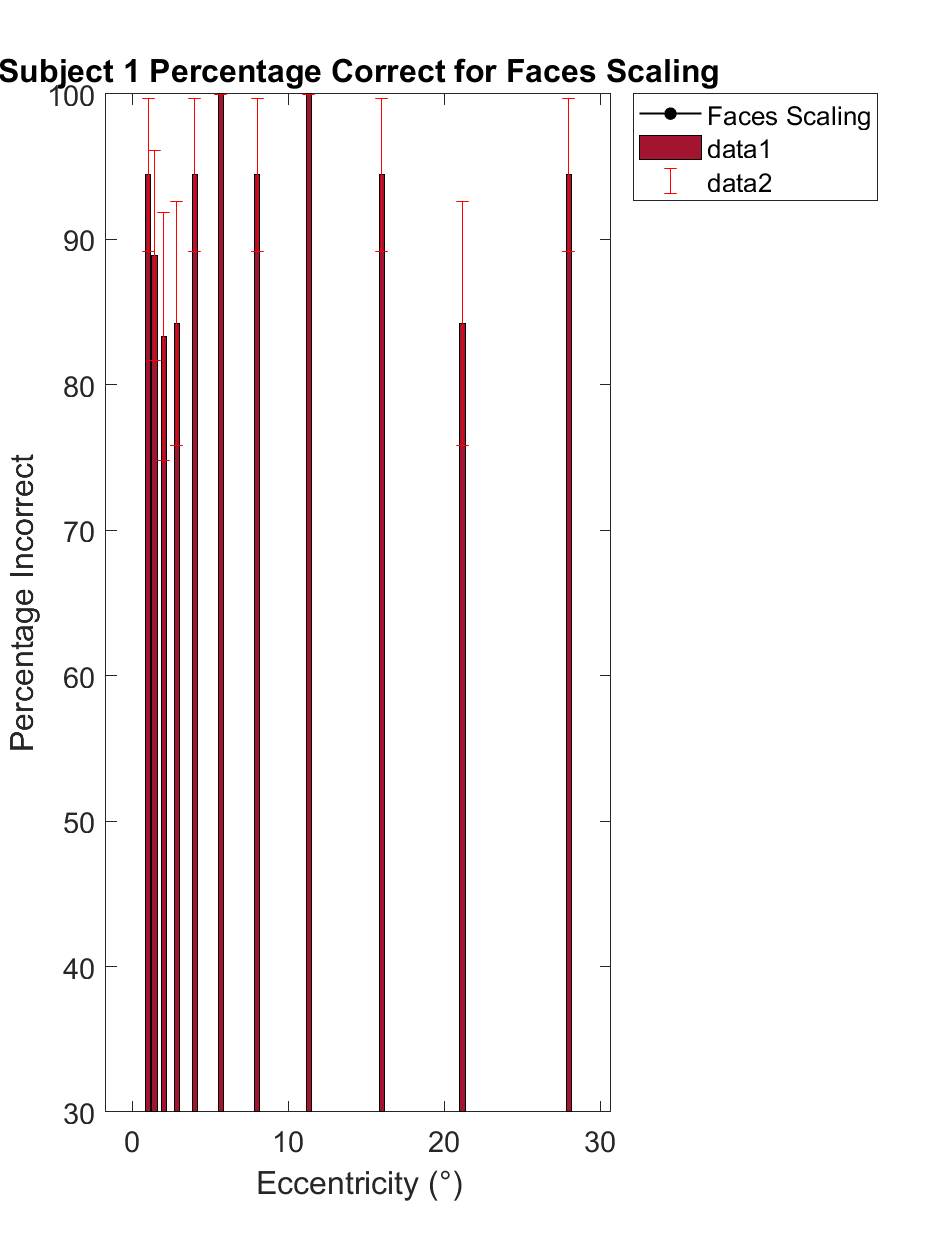 Subject 1 Percentage Correct for Faces Scaling
100
90
80
70
60
50
40
30
Percentage Incorrect
0 10 20 30
Eccentricity (°)
Faces Scaling
data1
data2